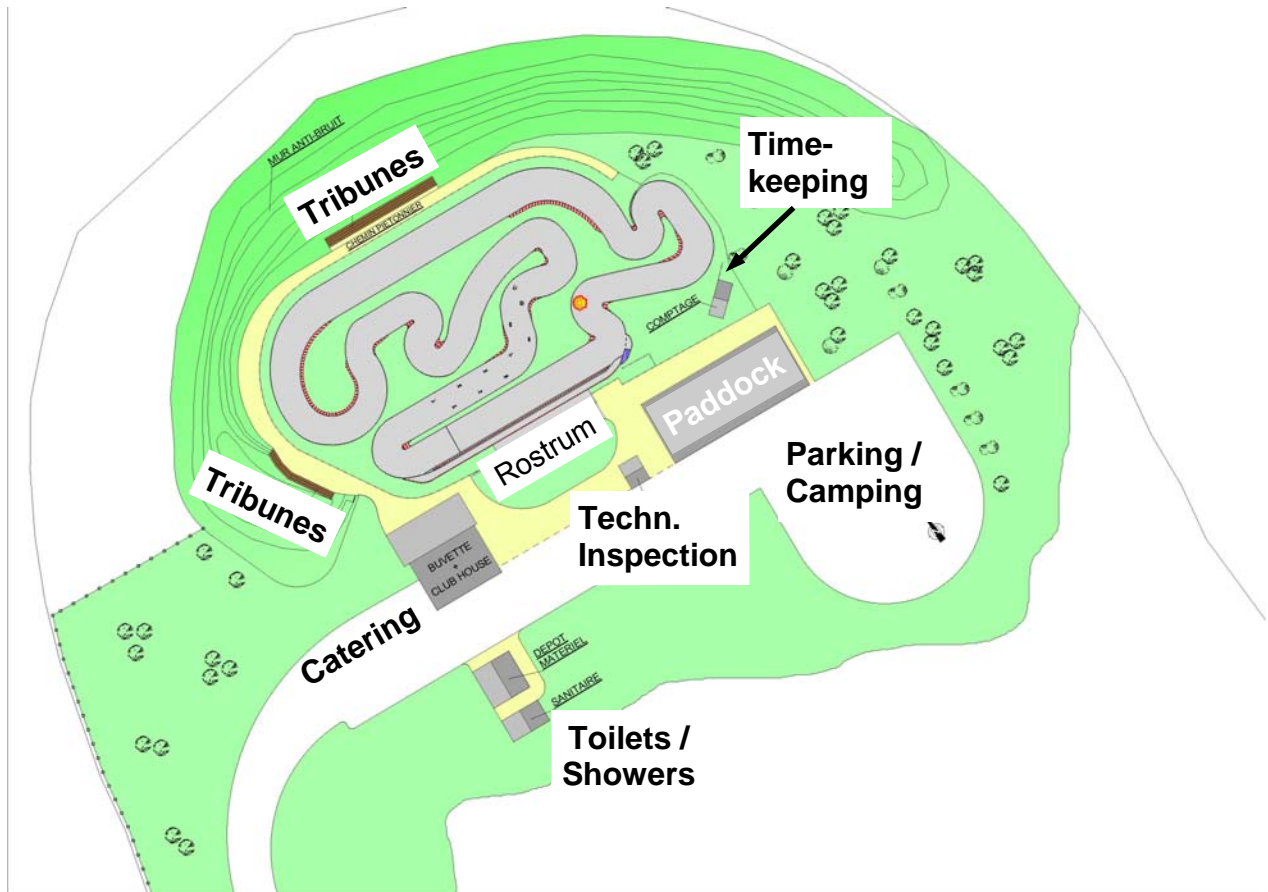 MUR ANTI-BRUIT
Tribunes
CHEMIN PIETONNIER
Time-
keeping
COMPTAGE
Paddock
Rostrum
Parking /
Camping
Tribunes
Techn.
Inspection
BUVETTE
+
CLUB HOUSE
Catering
DEPOT
MATERIEL
SANITAIRE
Toilets /
Showers